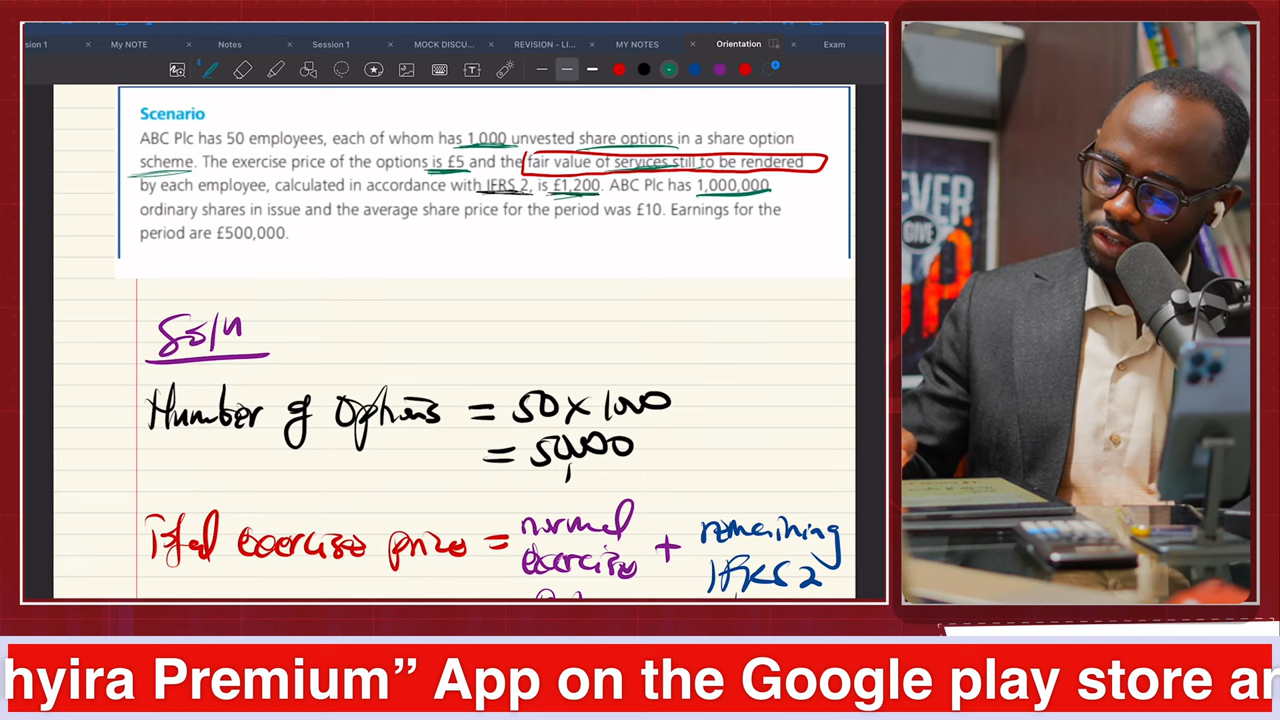 sion 1 My NOTE Notes Session 1 MOCK DISCU... REVISION - LI... MY NOTES Orientation Exam
Scenario
ABC Plc has 50 employees, each of whom has 1,000 unvested share options in a share option
scheme. The exercise price of the options is £5 and the fair value of services still to be rendered
by each employee, calculated in accordance with IFRS 2, is £1,200. ABC Plc has 1,000,000
ordinary shares in issue and the average share price for the period was £10. Earnings for the
period are £500,000.
Soln
Number of Options = 50 x 1000
= 50,000
Total exercise price = normal exercise + remaining IFRS 2
EVER
GIVE
hyira Premium” App on the Google play store an